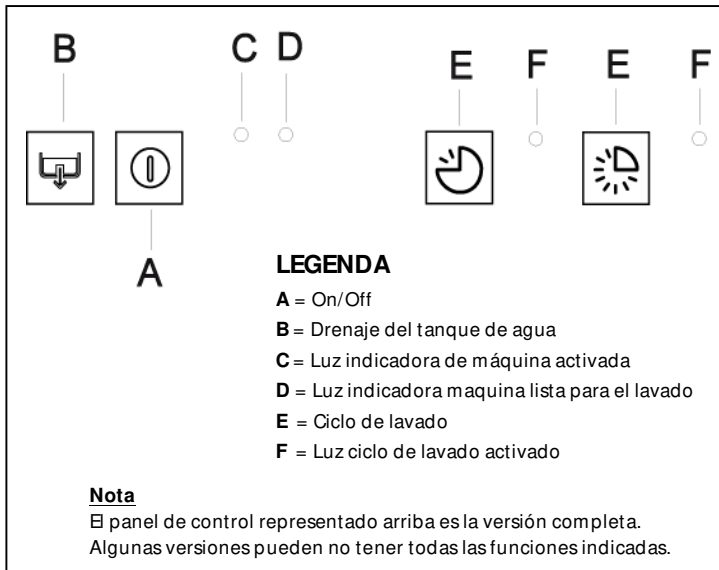 B
C D
E F E F
A
LEGENDA
A = On/Off
B = Drenaje del tanque de agua
C = Luz indicadora de máquina activada
D = Luz indicadora maquina lista para el lavado
E = Ciclo de lavado
F = Luz ciclo de lavado activado
Nota
El panel de control representado arriba es la versión completa.
Algunas versiones pueden no tener todas las funciones indicadas.